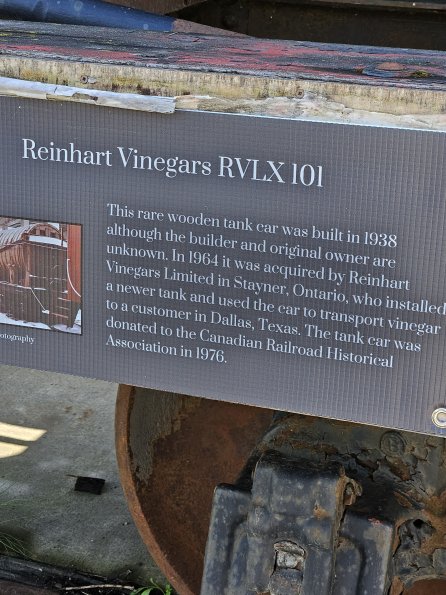 Reinhart Vinegars RVLX 101
This rare wooden tank car was built in 1938
although the builder and original owner are
unknown. In 1964 it was acquired by Reinhart
Vinegars Limited in Stayner, Ontario, who installed
a newer tank and used the car to transport vinegar
to a customer in Dallas, Texas. The tank car was
donated to the Canadian Railroad Historical
Association in 1976.
otography